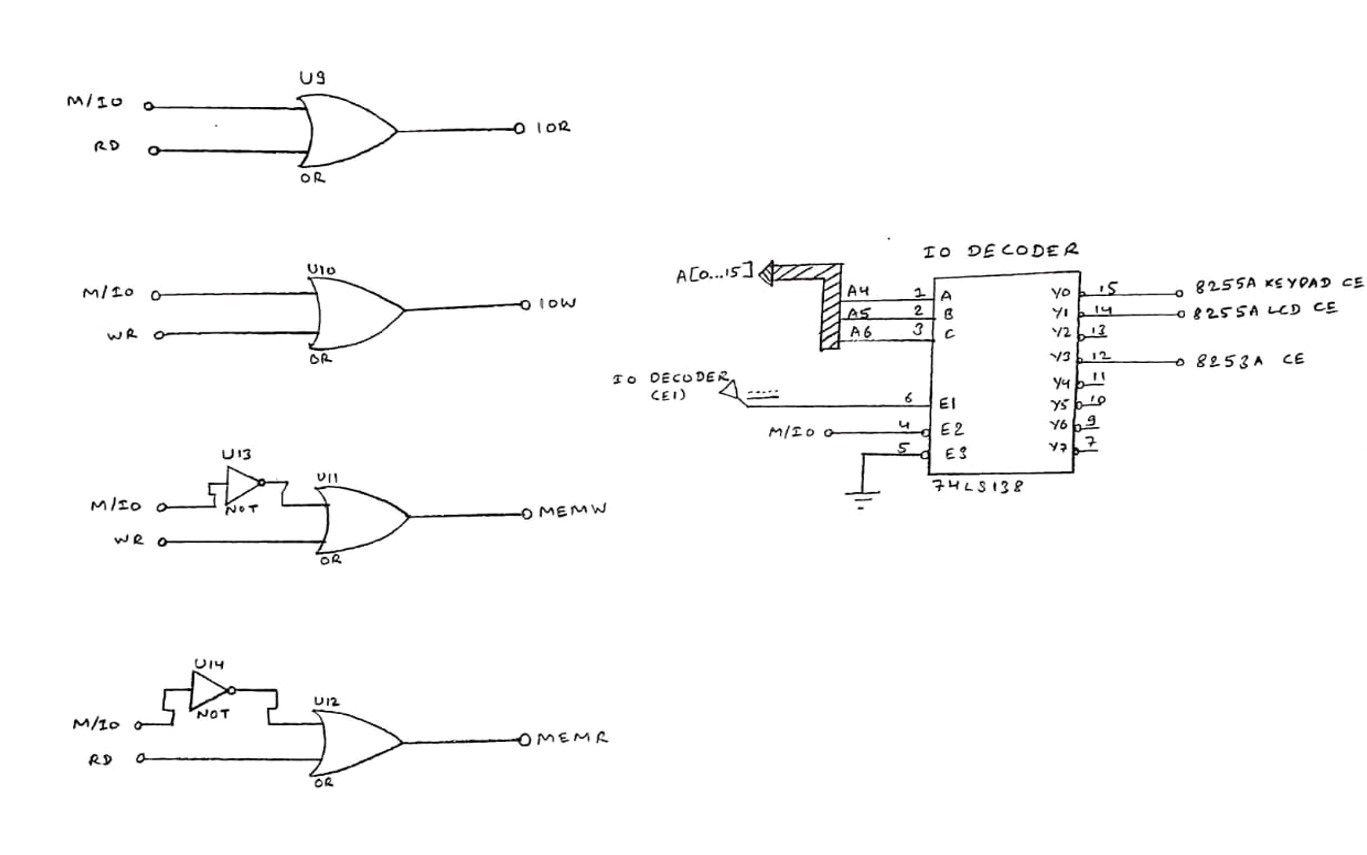 U9
M/IO
RD
IOR
OR
U10
M/IO
WR
IOW
OR
U13
U11
M/IO
NOT
WR
MEMW
OR
U14
NOT
U12
M/IO
RD
MEMR
OR
IO DECODER
A[0...15]
A4 1 A
A5 2 B
A6 3 C
IO DECODER
(E1)
6 E1
M/IO 4 E2
5 E3
Y0 15 8255A KEYPAD CE
Y1 14 8255A LCD CE
Y2 13
Y3 12 8253A CE
Y4 11
Y5 10
Y6 9
Y7 7
74LS138